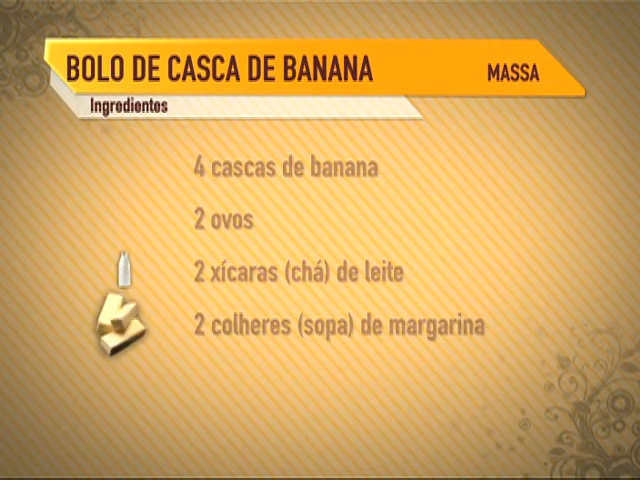 BOLO DE CASCA DE BANANA MASSA
Ingredientes
4 cascas de banana
2 ovos
2 xícaras (chá) de leite
2 colheres (sopa) de margarina